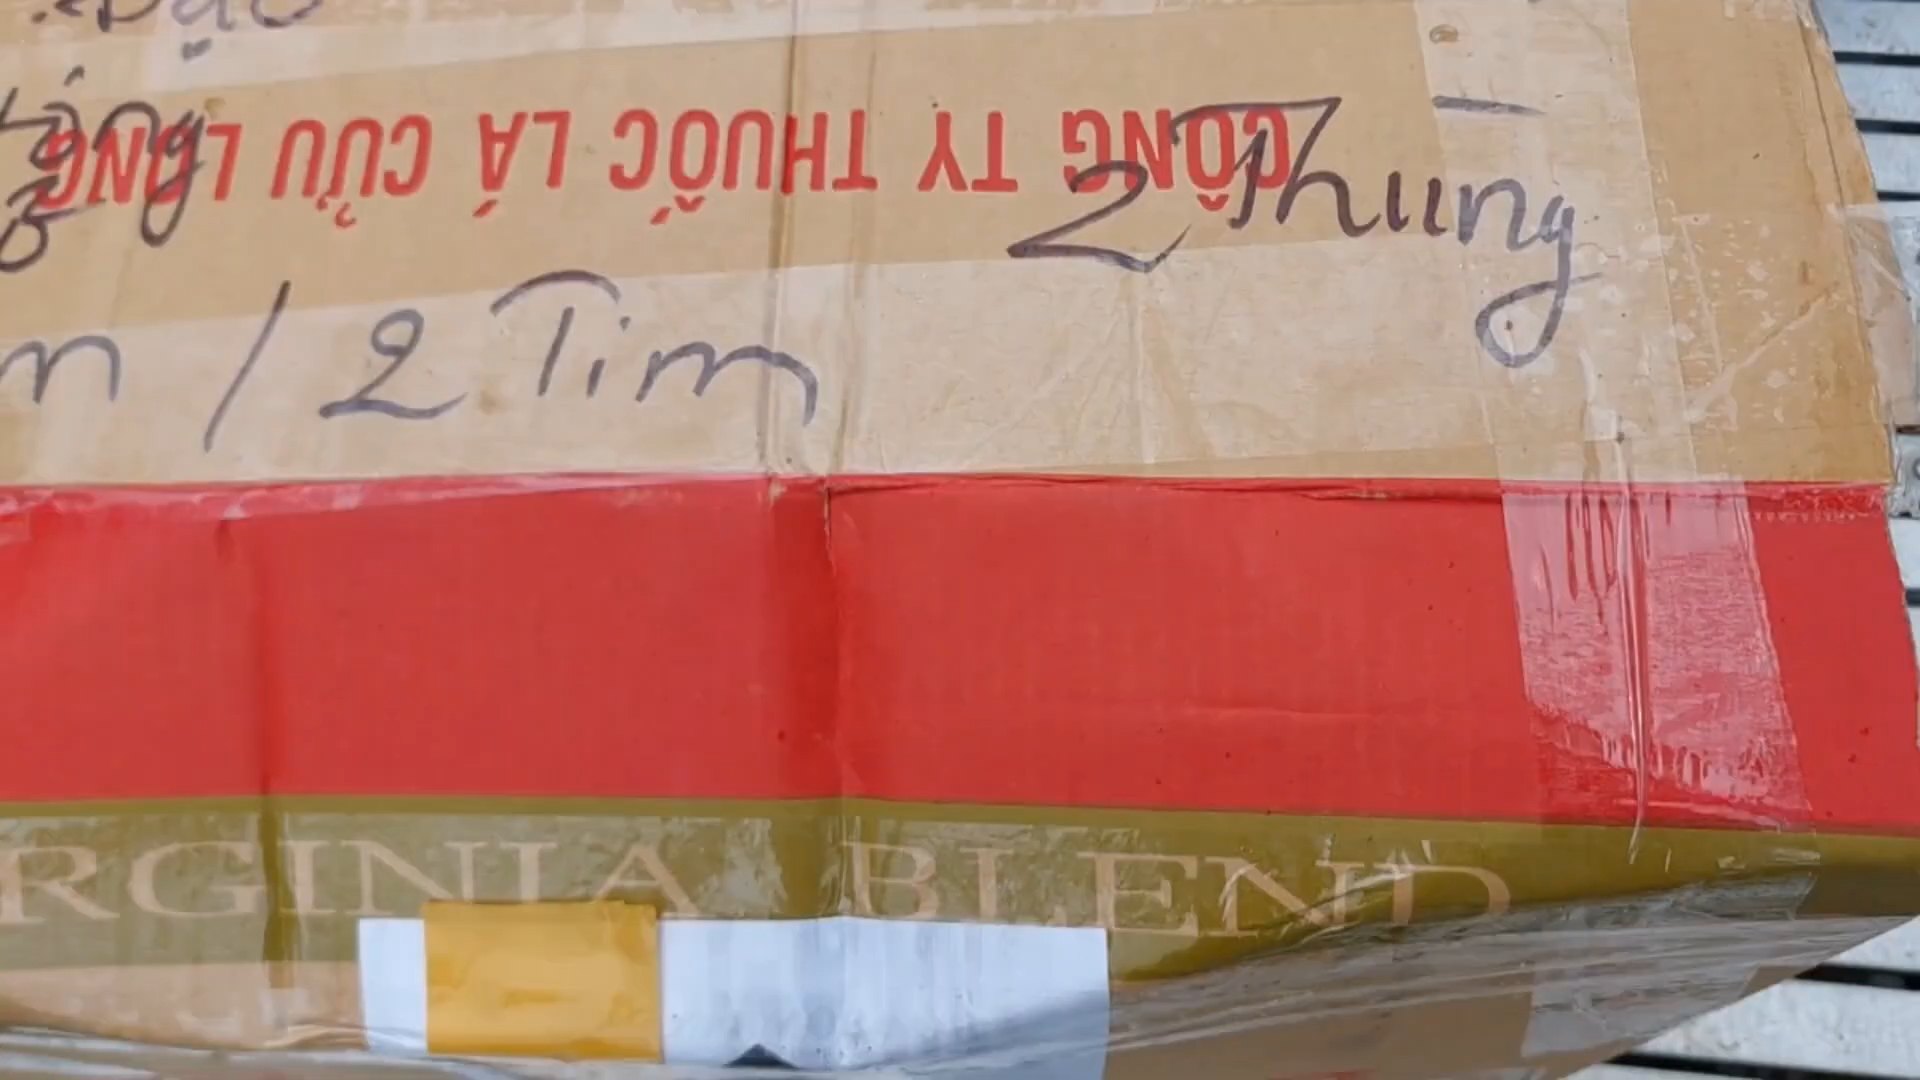 CÔNG TY THUỐC LÁ CỬU LONG
2 Thùng
/ 2 Tim
RGINIA BLEND